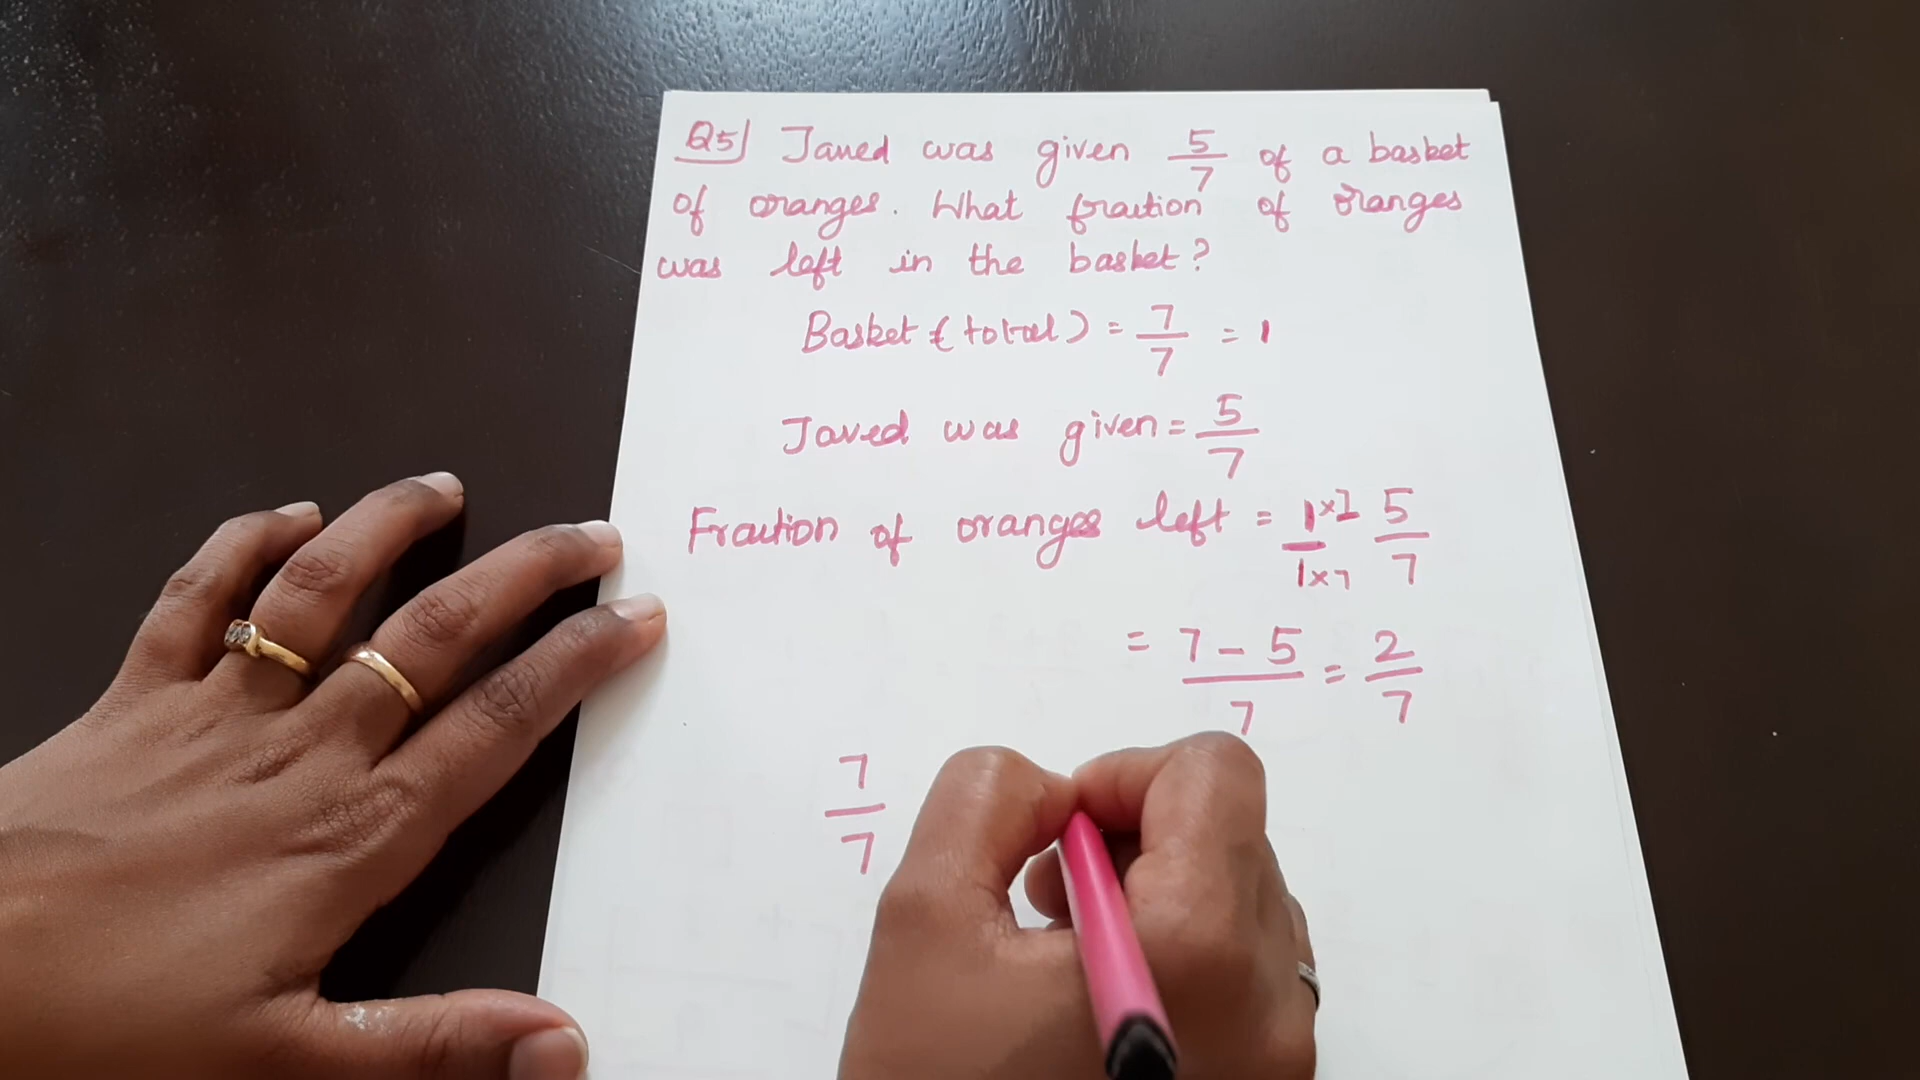 Q5| Javed was given 5/7 of a basket
of oranges. What fraction of oranges
was left in the basket?
Basket (total) = 7/7 = 1
Javed was given = 5/7
Fraction of oranges left = 1×7/1×7 5/7
= 7 - 5/7 = 2/7
7/7